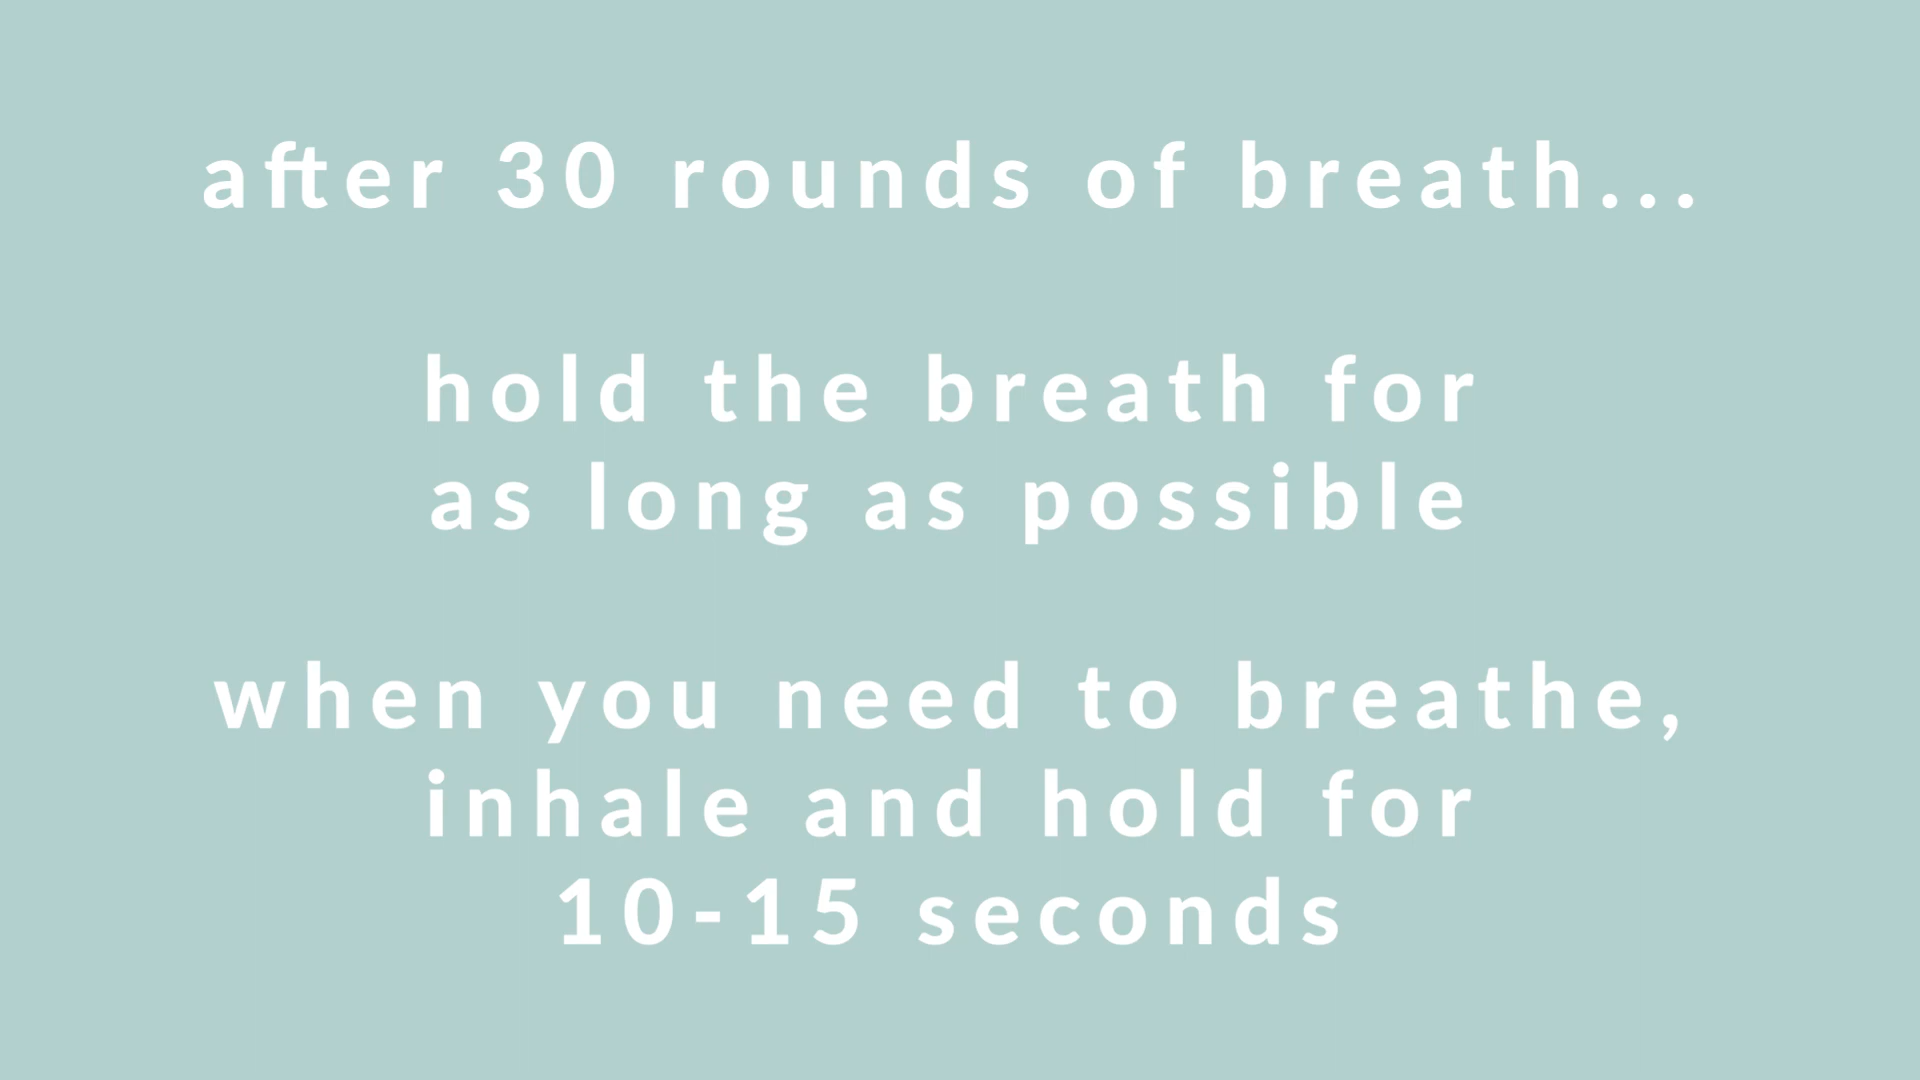 after 30 rounds of breath...
hold the breath for
as long as possible
when you need to breathe,
inhale and hold for
10-15 seconds